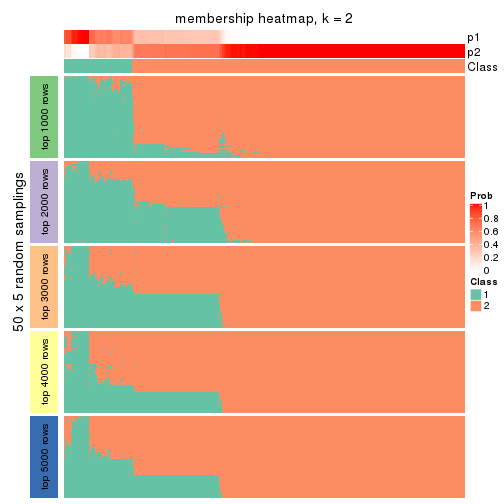 membership heatmap, k = 2
p1
p2
Class
50 x 5 random samplings
top 1000 rows
top 2000 rows
top 3000 rows
top 4000 rows
top 5000 rows
Prob
1
0.8
0.6
0.4
0.2
0
Class
1
2